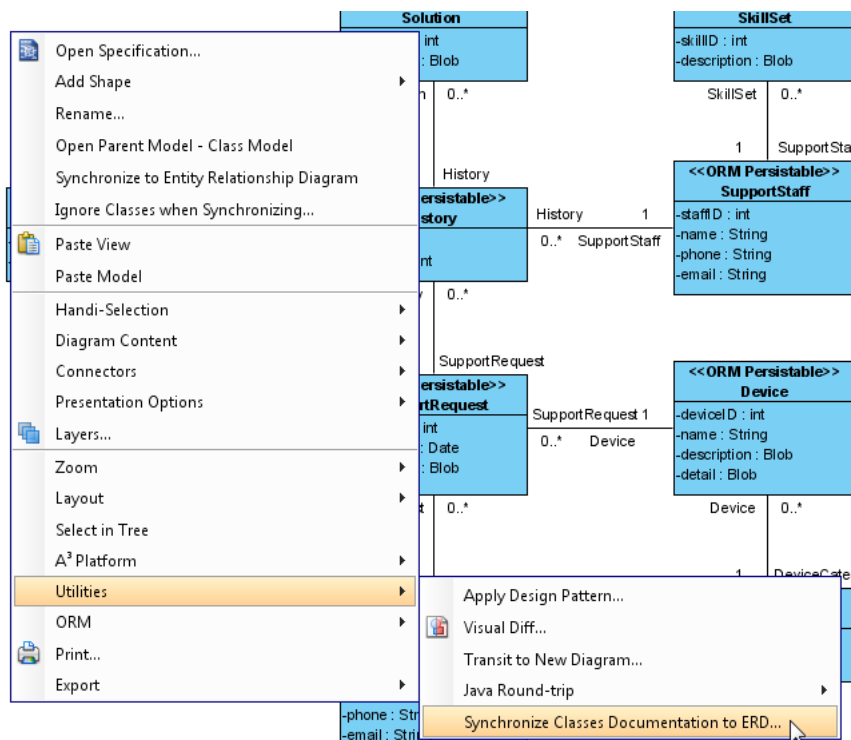 Solution
int
: Blob
n 0..*
History
SkillSet
-skillID : int
-description : Blob
SkillSet 0..*
1 SupportSta
<<ORM Persistable>>
SupportStaff
-staffID : int
-name : String
-phone : String
-email : String
ersistable>>
story
nt
History 1
0..* SupportStaff
y 0..*
SupportRequest
ersistable>>
rtRequest
int
: Date
: Blob
SupportRequest 1
0..* Device
<<ORM Persistable>>
Device
-deviceID : int
-name : String
-description : Blob
-detail : Blob
t 0..*
Device 0..*
1 DeviceCate
Open Specification...
Add Shape
Rename...
Open Parent Model - Class Model
Synchronize to Entity Relationship Diagram
Ignore Classes when Synchronizing...
Paste View
Paste Model
Handi-Selection
Diagram Content
Connectors
Presentation Options
Layers...
Zoom
Layout
Select in Tree
A³ Platform
Utilities
ORM
Print...
Export
Apply Design Pattern...
Visual Diff...
Transit to New Diagram...
Java Round-trip
Synchronize Classes Documentation to ERD...
-phone : Str
-email : Stri